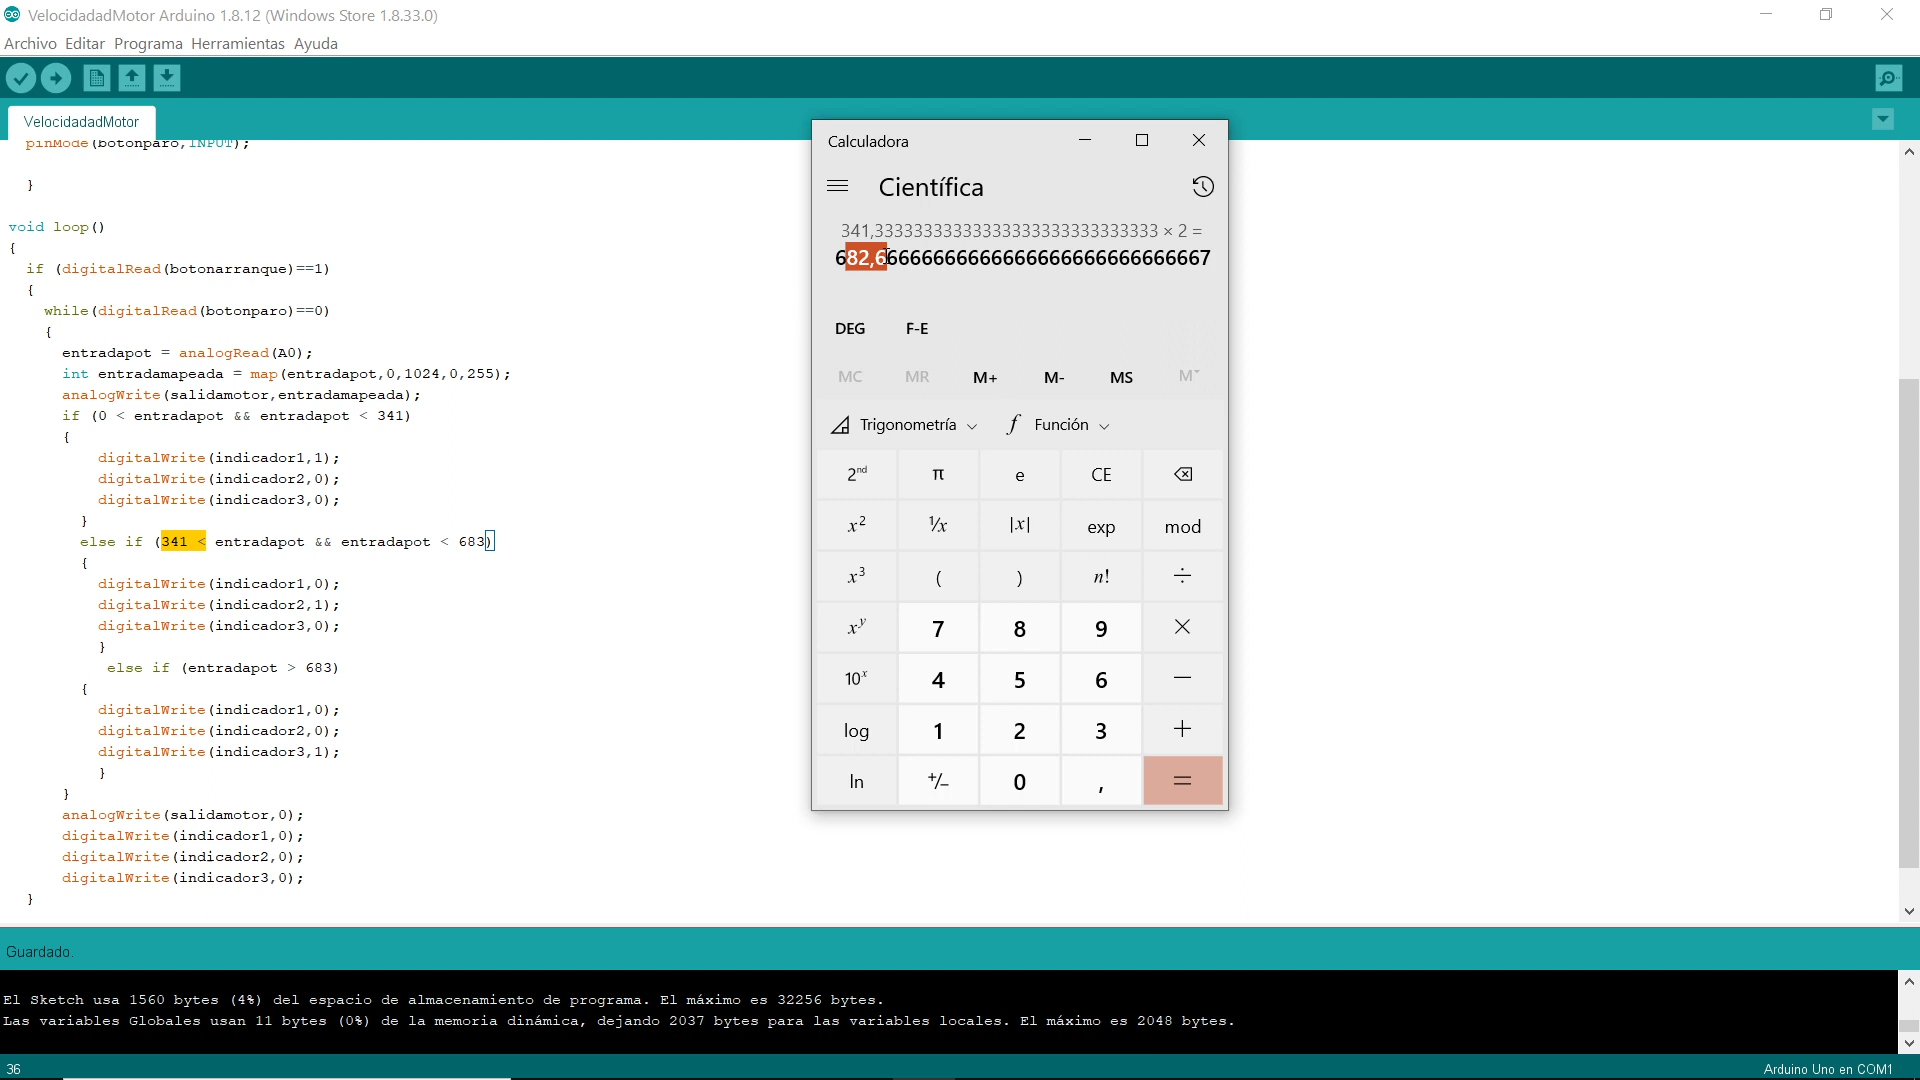 VelocidadadMotor Arduino 1.8.12 (Windows Store 1.8.33.0)
Archivo Editar Programa Herramientas Ayuda
VelocidadadMotor
pinMode(botonparo,INPUT);
}
void loop()
{
if (digitalRead(botonarranque)==1)
{
while(digitalRead(botonparo)==0)
{
entradapot = analogRead(A0);
int entradamapeada = map(entradapot,0,1024,0,255);
analogWrite(salidamotor,entradamapeada);
if (0 < entradapot && entradapot < 341)
{
digitalWrite(indicador1,1);
digitalWrite(indicador2,0);
digitalWrite(indicador3,0);
}
else if (341 < entradapot && entradapot < 683)
{
digitalWrite(indicador1,0);
digitalWrite(indicador2,1);
digitalWrite(indicador3,0);
}
else if (entradapot > 683)
{
digitalWrite(indicador1,0);
digitalWrite(indicador2,0);
digitalWrite(indicador3,1);
}
}
analogWrite(salidamotor,0);
digitalWrite(indicador1,0);
digitalWrite(indicador2,0);
digitalWrite(indicador3,0);
}
Calculadora
Científica
341,33333333333333333333333333333 × 2 =
682,66666666666666666666666666667
DEG F-E
MC MR M+ M- MS M˅
Trigonometría Función
2ⁿᵈ π e CE
x² ¹/x |x| exp mod
x³ ( ) n! ÷
xʸ 7 8 9 ×
10ˣ 4 5 6 −
log 1 2 3 +
ln +/− 0 , =
Guardado.
El Sketch usa 1560 bytes (4%) del espacio de almacenamiento de programa. El máximo es 32256 bytes.
Las variables Globales usan 11 bytes (0%) de la memoria dinámica, dejando 2037 bytes para las variables locales. El máximo es 2048 bytes.
36 Arduino Uno en COM1